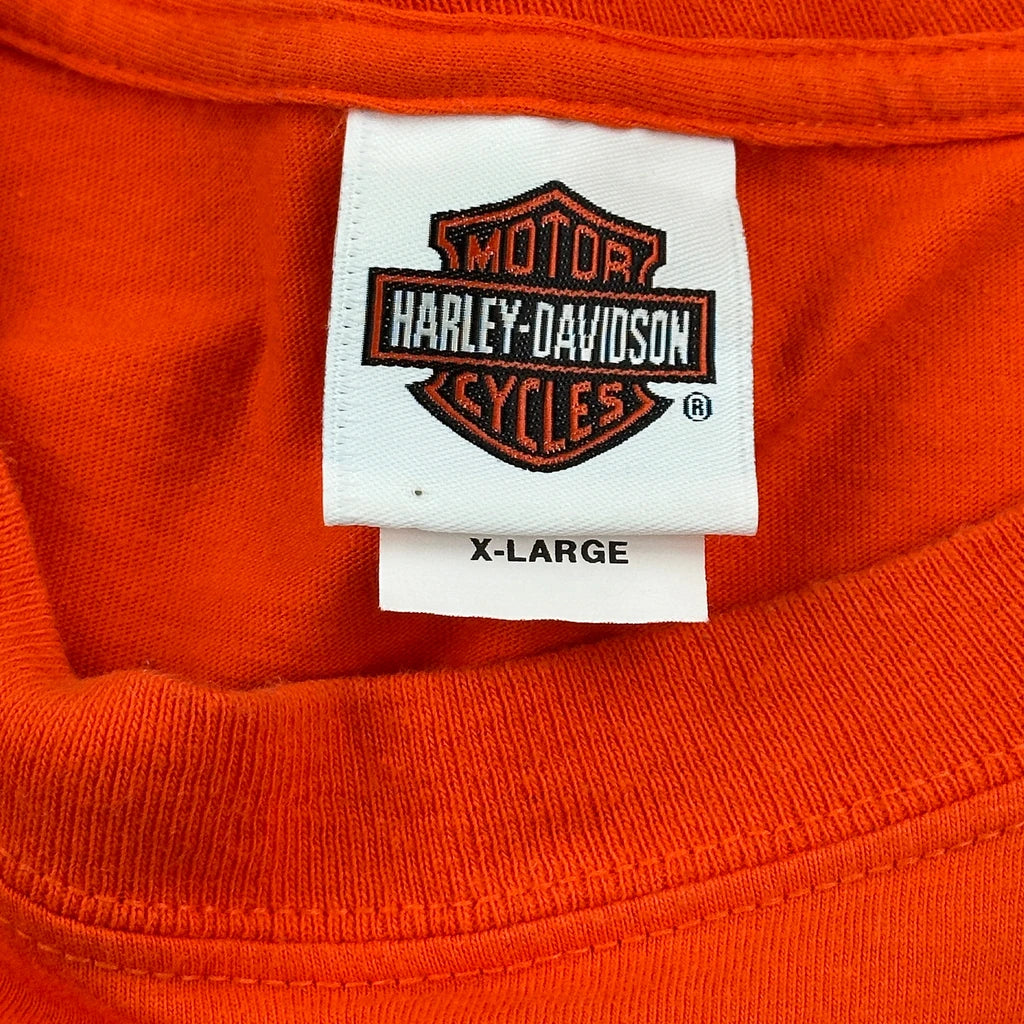 MOTOR
HARLEY-DAVIDSON
CYCLES
®
X-LARGE